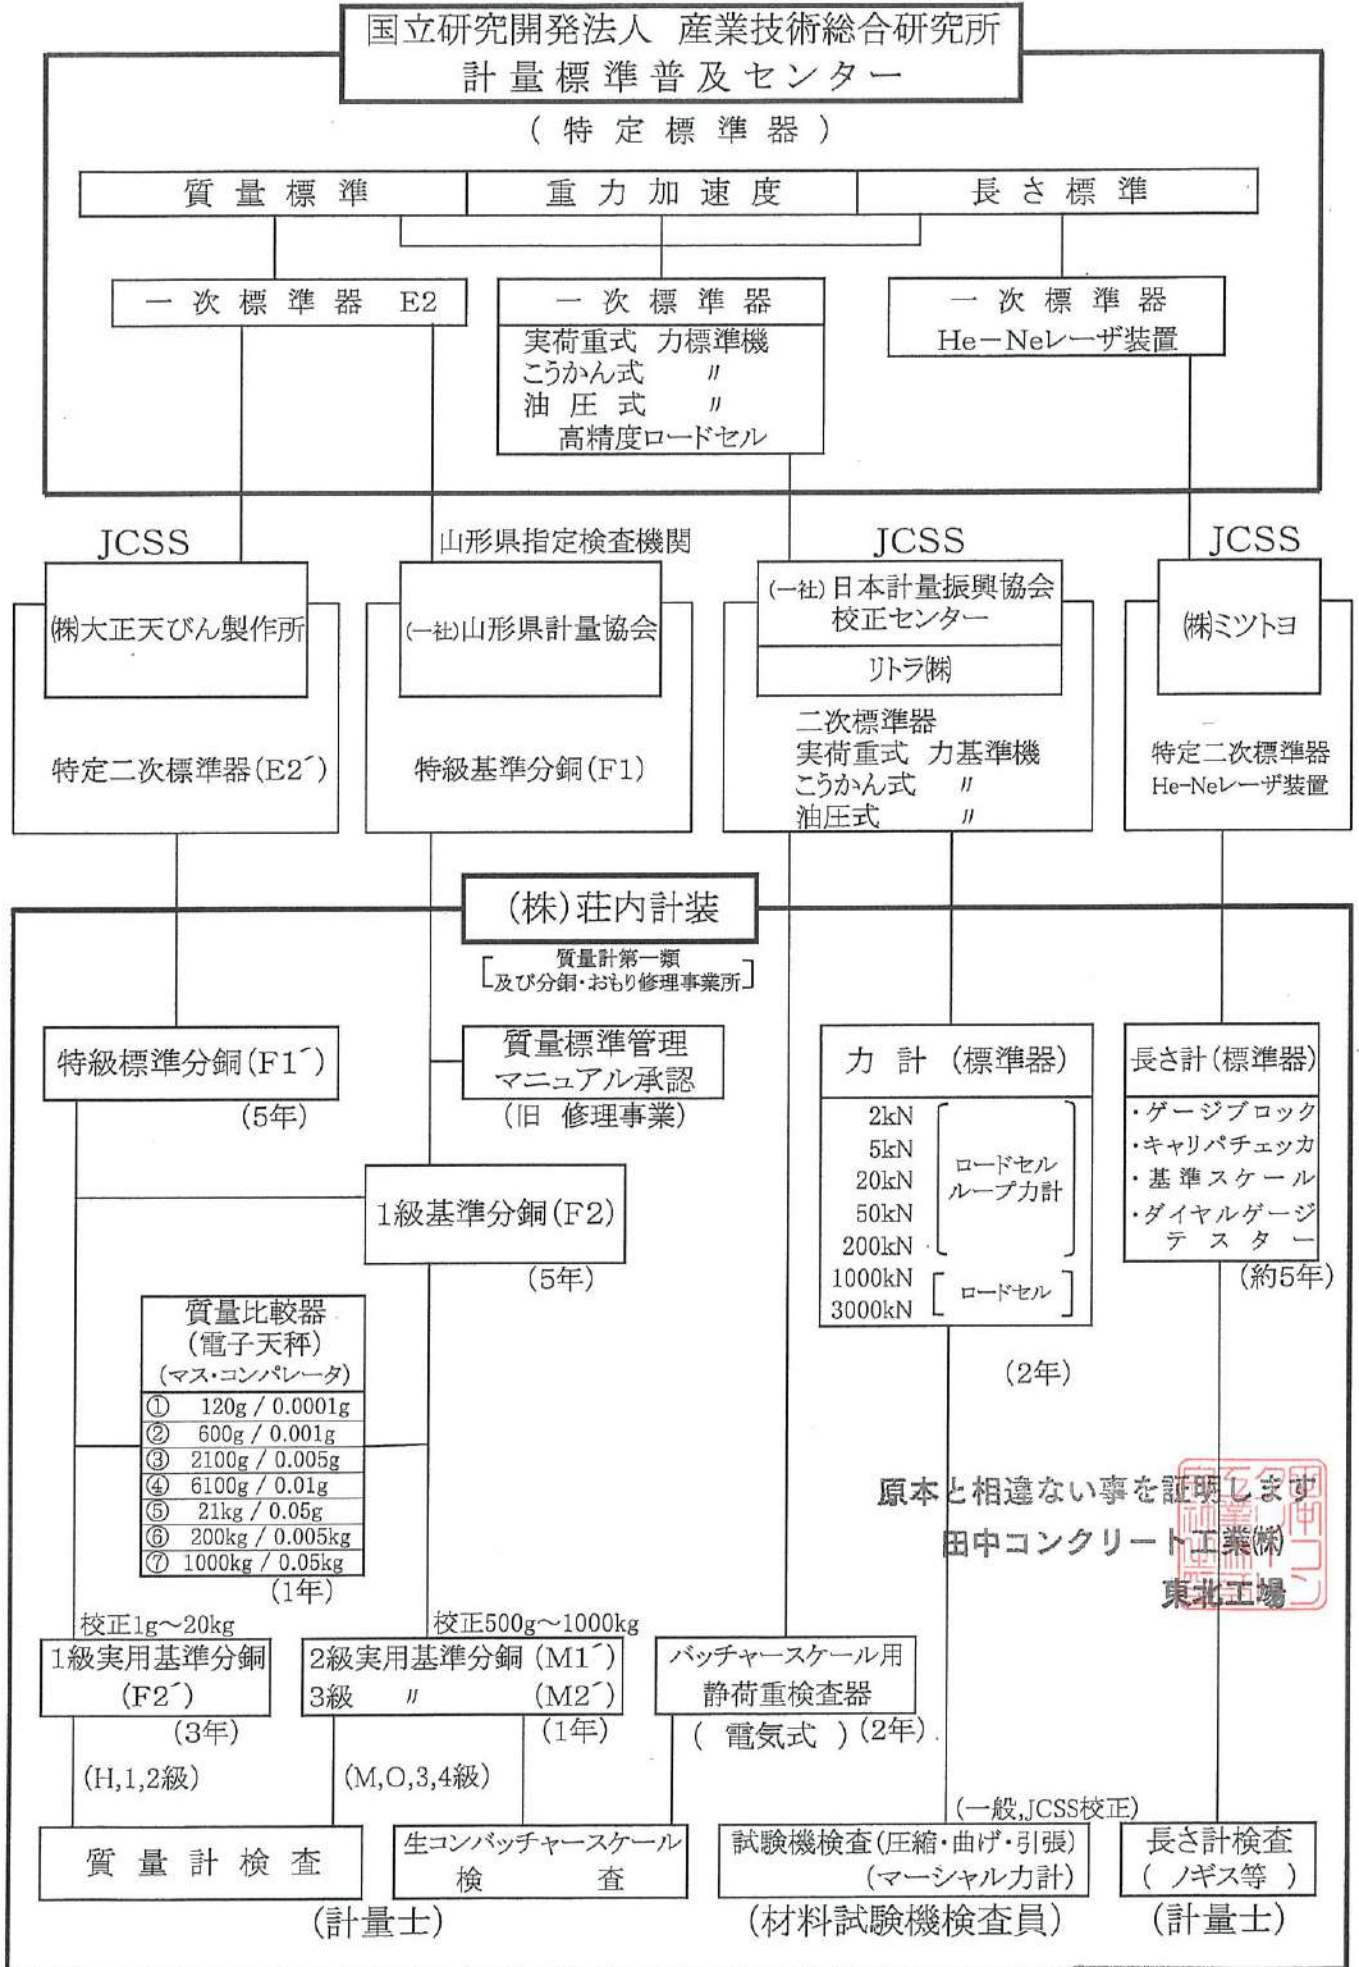 国立研究開発法人 産業技術総合研究所
計量標準普及センター
(特定標準器)
質量標準
重力加速度
長さ標準
一次標準器 E2
一次標準器
実荷重式 力標準機
こうかん式 〃
油圧式 〃
高精度ロードセル
一次標準器
He-Neレーザ装置
JCSS
㈱大正天びん製作所
特定二次標準器(E2´)
山形県指定検査機関
(一社)山形県計量協会
特級基準分銅(F1)
JCSS
(一社)日本計量振興協会
校正センター
リトラ㈱
二次標準器
実荷重式 力基準機
こうかん式 〃
油圧式 〃
JCSS
㈱ミツトヨ
特定二次標準器
He-Neレーザ装置
(株)荘内計装
[質量計第一類
及び分銅・おもり修理事業所]
特級標準分銅(F1´)
(5年)
質量標準管理
マニュアル承認
(旧 修理事業)
1級基準分銅(F2)
(5年)
力計 (標準器)
2kN
5kN
20kN
50kN
200kN
ロードセル
ループ力計
1000kN
3000kN
ロードセル
(2年)
長さ計(標準器)
・ゲージブロック
・キャリパチェッカ
・基準スケール
・ダイヤルゲージ
テスター
(約5年)
質量比較器
(電子天秤)
(マス・コンパレータ)
① 120g / 0.0001g
② 600g / 0.001g
③ 2100g / 0.005g
④ 6100g / 0.01g
⑤ 21kg / 0.05g
⑥ 200kg / 0.005kg
⑦ 1000kg / 0.05kg
(1年)
原本と相違ない事を証明します
田中コンクリート工業㈱
東北工場
校正1g～20kg
1級実用基準分銅
(F2´)
(3年)
(H,1,2級)
校正500g～1000kg
2級実用基準分銅 (M1´)
3級 〃 (M2´)
(1年)
(M,O,3,4級)
バッチャースケール用
静荷重検査器
(電気式) (2年)
質量計検査
生コンバッチャースケール
検査
(計量士)
(一般,JCSS校正)
試験機検査(圧縮・曲げ・引張)
(マーシャル力計)
(材料試験機検査員)
長さ計検査
(ノギス等)
(計量士)